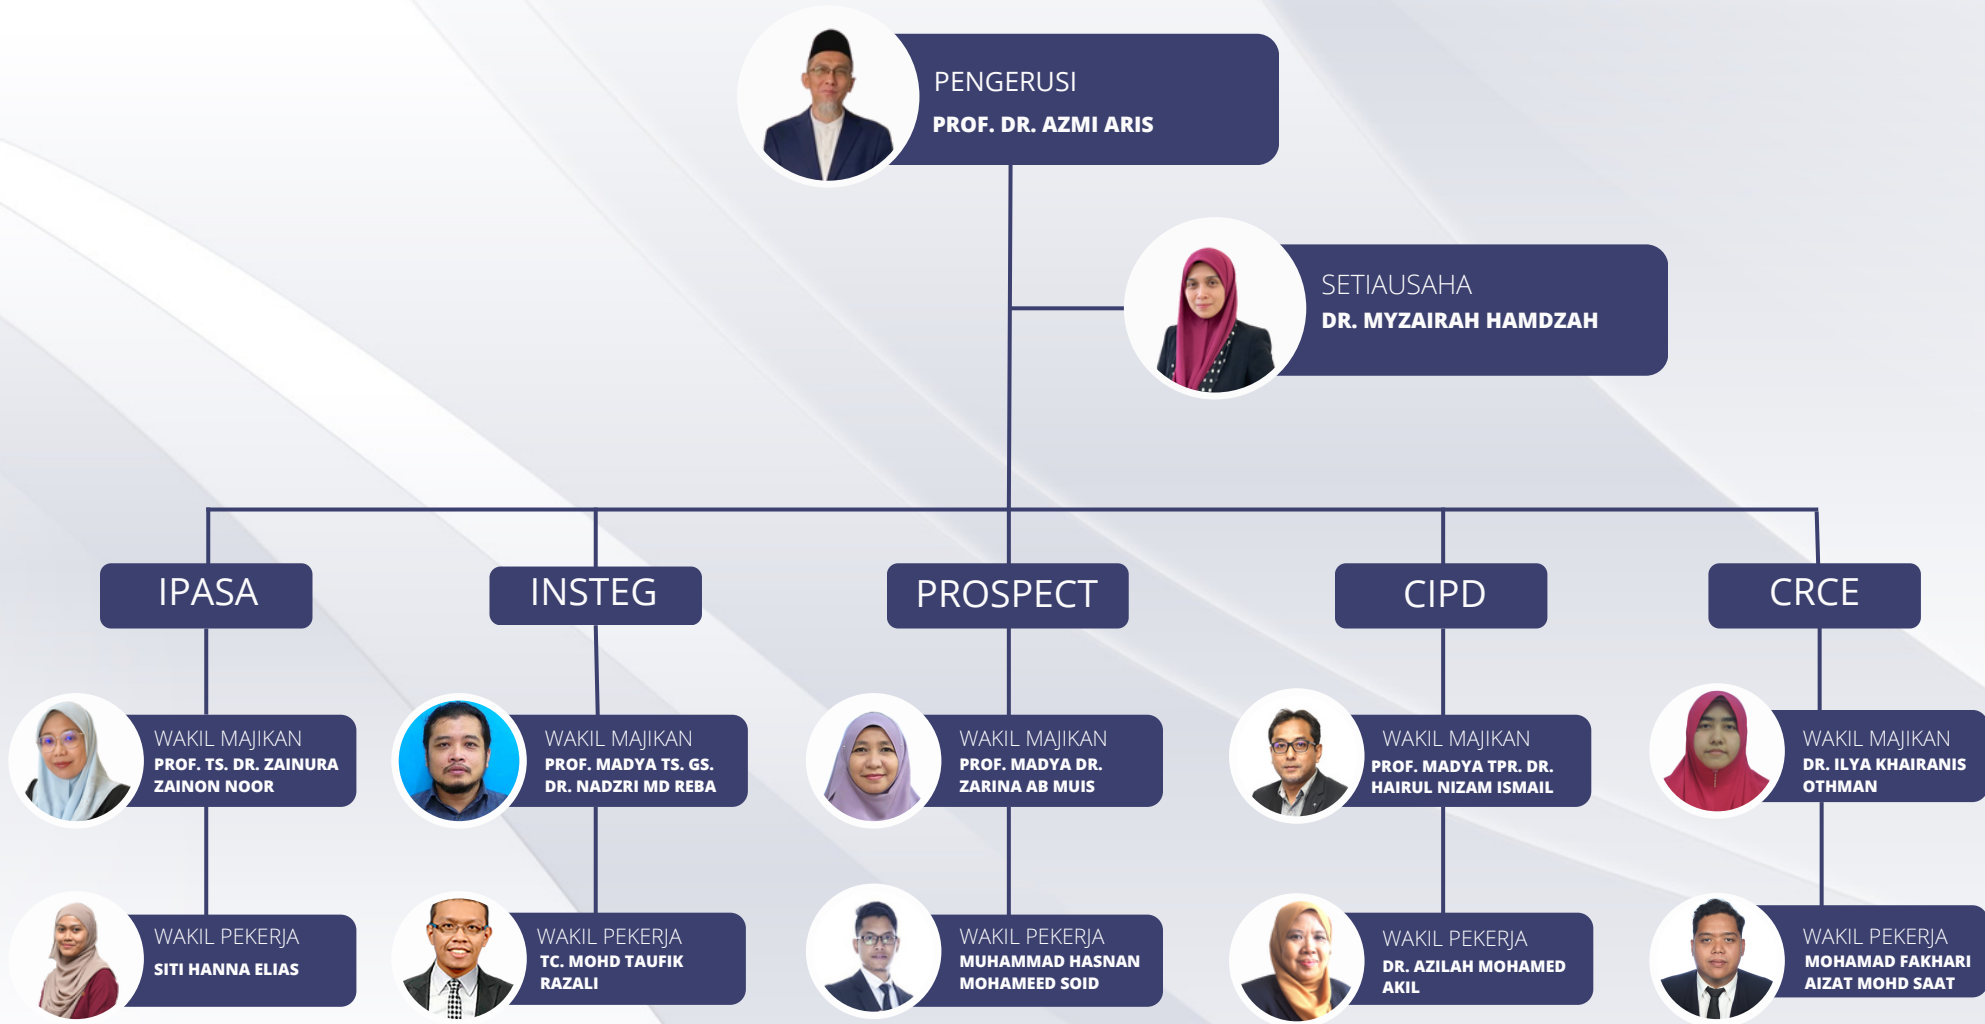 PENGERUSI
PROF. DR. AZMI ARIS
SETIAUSAHA
DR. MYZAIRAH HAMDZAH
IPASA
INSTEG
PROSPECT
CIPD
CRCE
WAKIL MAJIKAN
PROF. TS. DR. ZAINURA
ZAINON NOOR
WAKIL MAJIKAN
PROF. MADYA TS. GS.
DR. NADZRI MD REBA
WAKIL MAJIKAN
PROF. MADYA DR.
ZARINA AB MUIS
WAKIL MAJIKAN
PROF. MADYA TPR. DR.
HAIRUL NIZAM ISMAIL
WAKIL MAJIKAN
DR. ILYA KHAIRANIS
OTHMAN
WAKIL PEKERJA
SITI HANNA ELIAS
WAKIL PEKERJA
TC. MOHD TAUFIK
RAZALI
WAKIL PEKERJA
MUHAMMAD HASNAN
MOHAMEED SOID
WAKIL PEKERJA
DR. AZILAH MOHAMED
AKIL
WAKIL PEKERJA
MOHAMAD FAKHARI
AIZAT MOHD SAAT